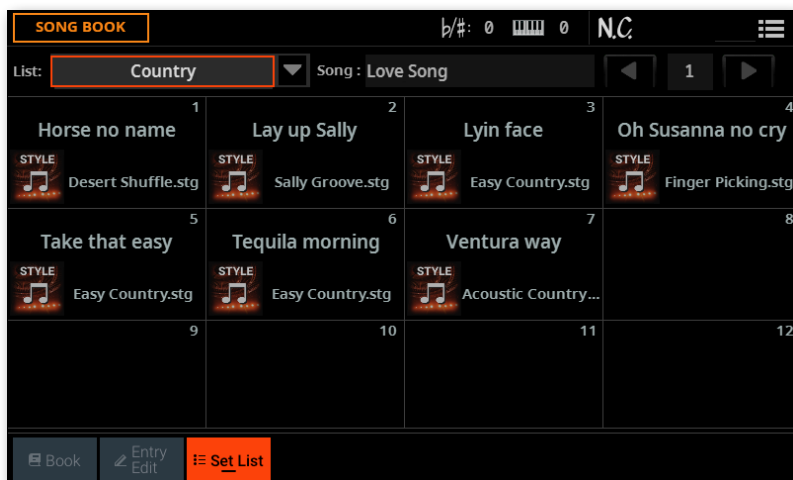 SONG BOOK
♭/♯: 0
0
N.C.
List: Country
Song : Love Song
1
1
Horse no name
STYLE
Desert Shuffle.stg
2
Lay up Sally
STYLE
Sally Groove.stg
3
Lyin face
STYLE
Easy Country.stg
4
Oh Susanna no cry
STYLE
Finger Picking.stg
5
Take that easy
STYLE
Easy Country.stg
6
Tequila morning
STYLE
Easy Country.stg
7
Ventura way
STYLE
Acoustic Country...
8
9
10
11
12
Book
Entry
Edit
Set List